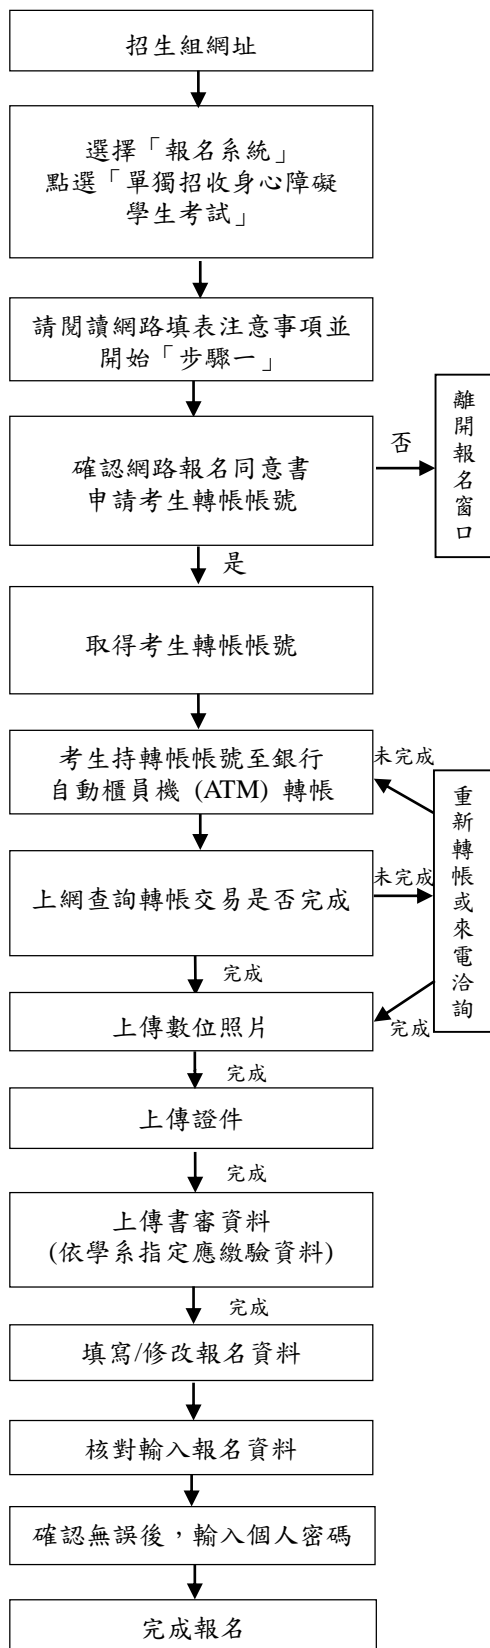 招生組網址
選擇「報名系統」
點選「單獨招收身心障礙
學生考試」
請閱讀網路填表注意事項並
開始「步驟一」
確認網路報名同意書
申請考生轉帳帳號
否
離開報名窗口
是
取得考生轉帳帳號
考生持轉帳帳號至銀行
自動櫃員機 (ATM) 轉帳
未完成
上網查詢轉帳交易是否完成
未完成
重新轉帳或來電洽詢
完成
完成
上傳數位照片
完成
上傳證件
完成
上傳書審資料
(依學系指定應繳驗資料)
完成
填寫/修改報名資料
核對輸入報名資料
確認無誤後，輸入個人密碼
完成報名